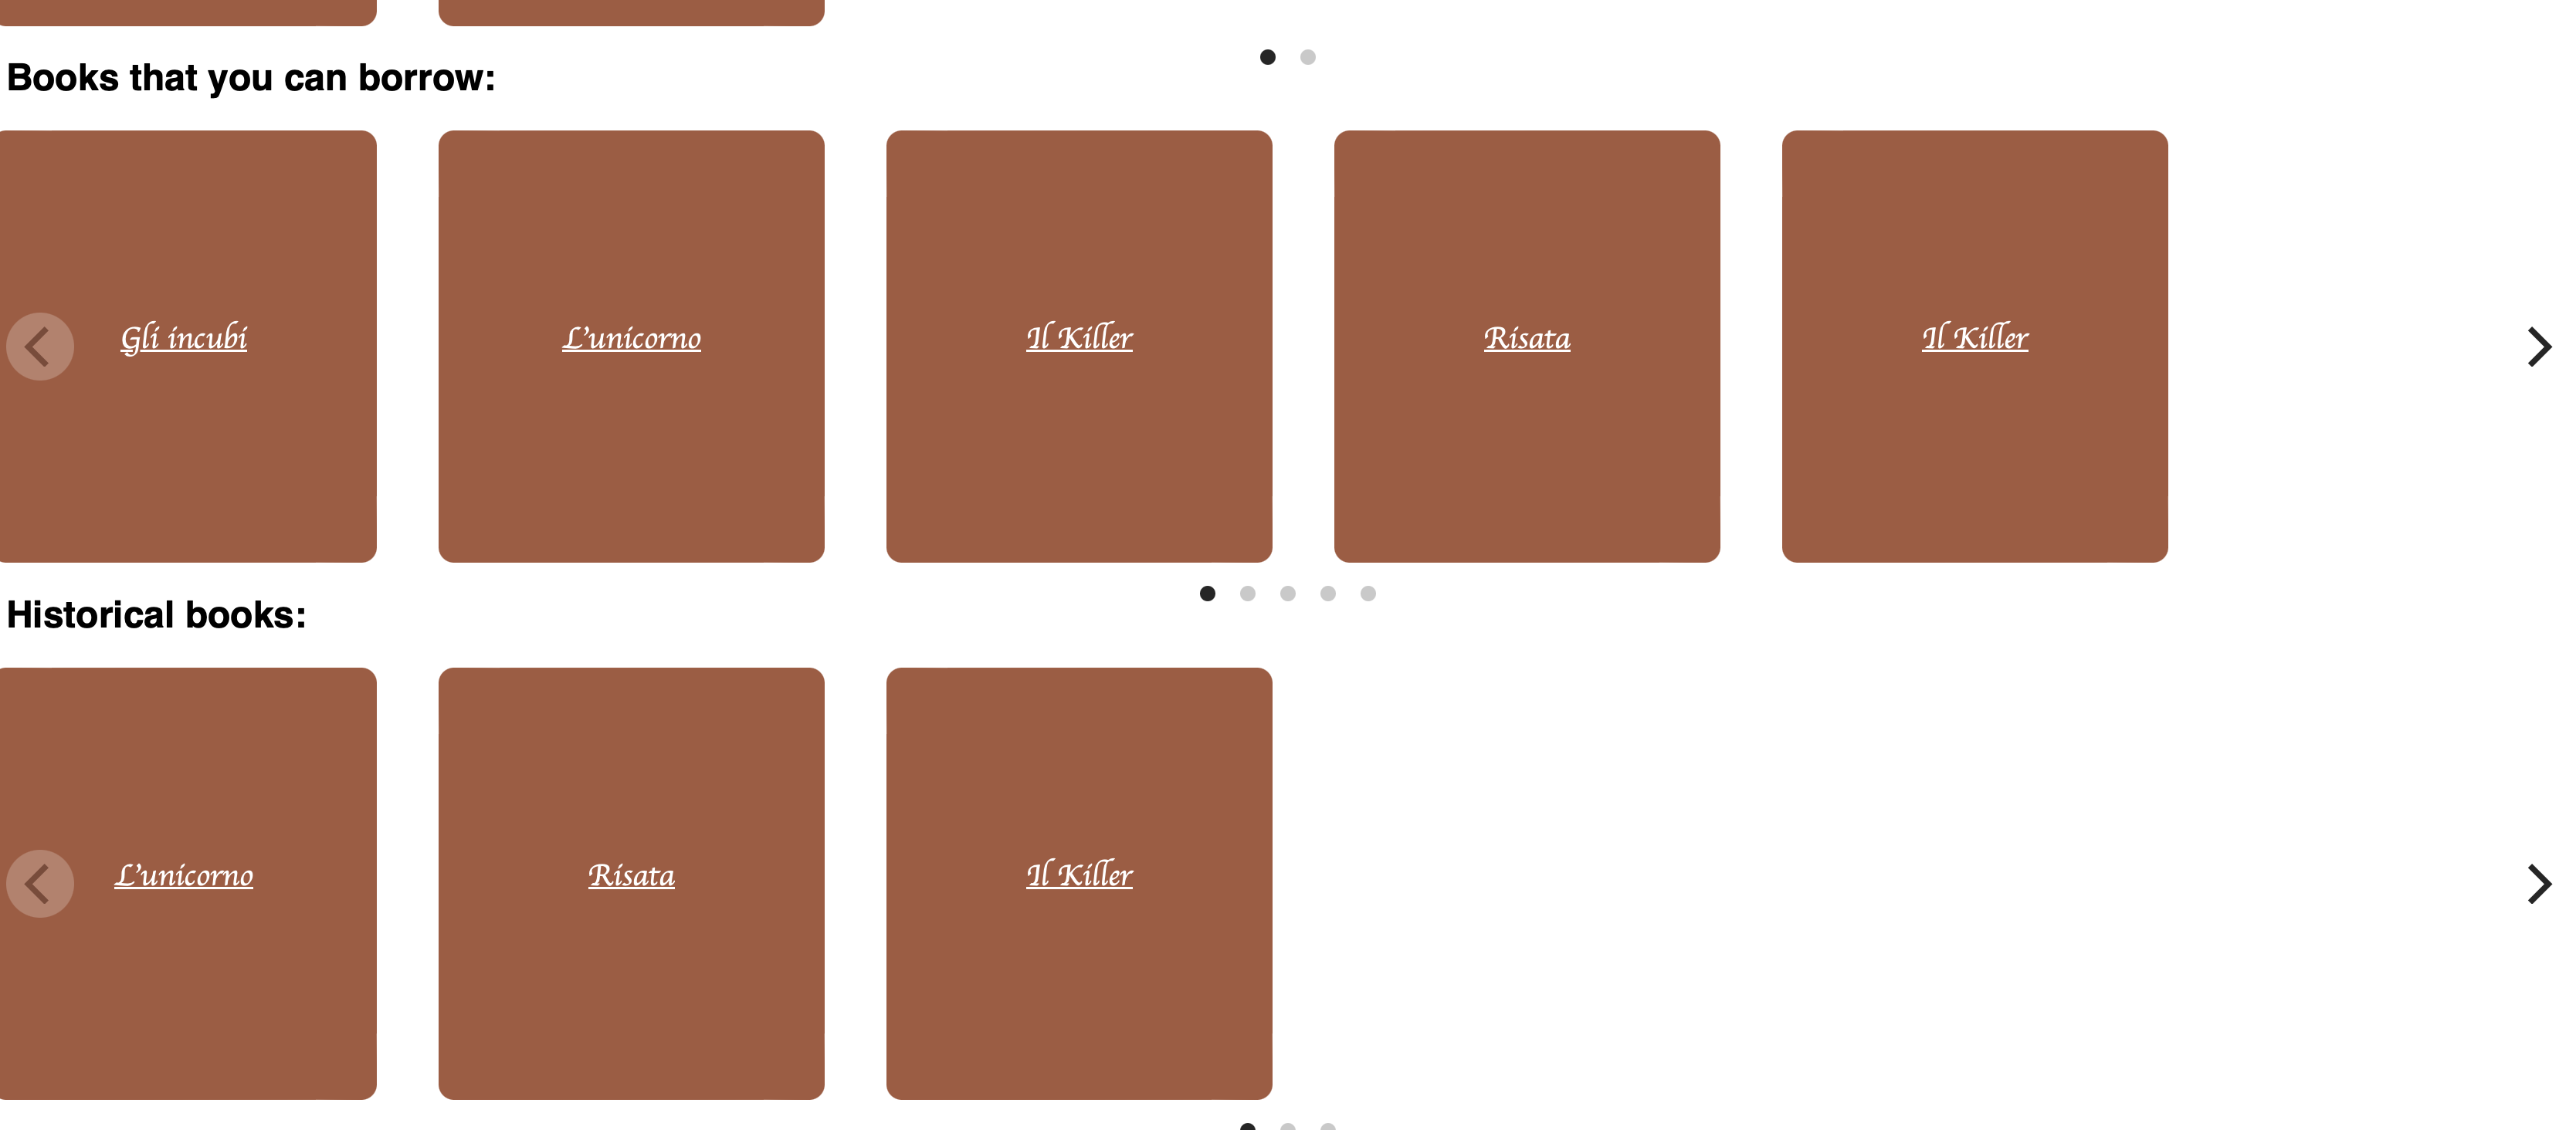 Books that you can borrow:
Gli incubi
L'unicorno
Il Killer
Risata
Il Killer
Historical books:
L'unicorno
Risata
Il Killer